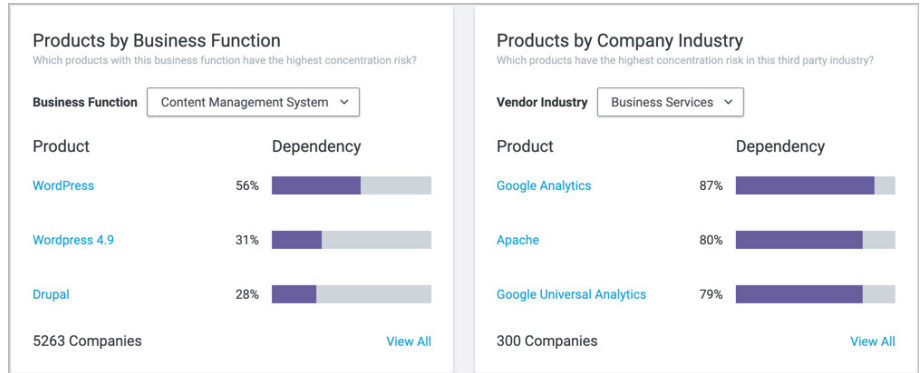 Products by Business Function
Which products with this business function have the highest concentration risk?
Business Function Content Management System
Product Dependency
WordPress 56%
Wordpress 4.9 31%
Drupal 28%
5263 Companies View All
Products by Company Industry
Which products have the highest concentration risk in this third party industry?
Vendor Industry Business Services
Product Dependency
Google Analytics 87%
Apache 80%
Google Universal Analytics 79%
300 Companies View All